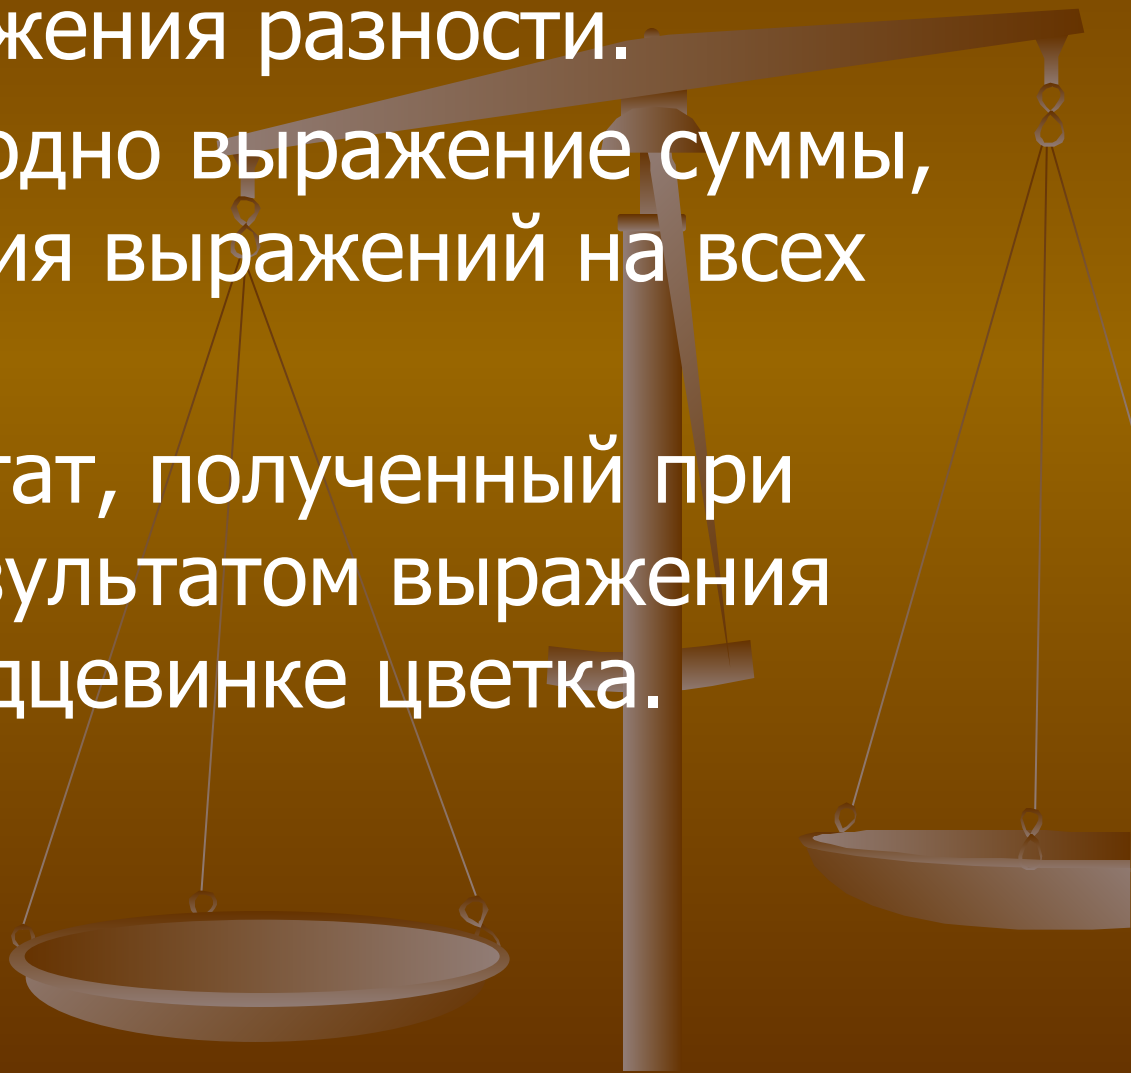 жения разности.
одно выражение суммы,
ия выражений на всех
тат, полученный при
зультатом выражения
дцевинке цветка.